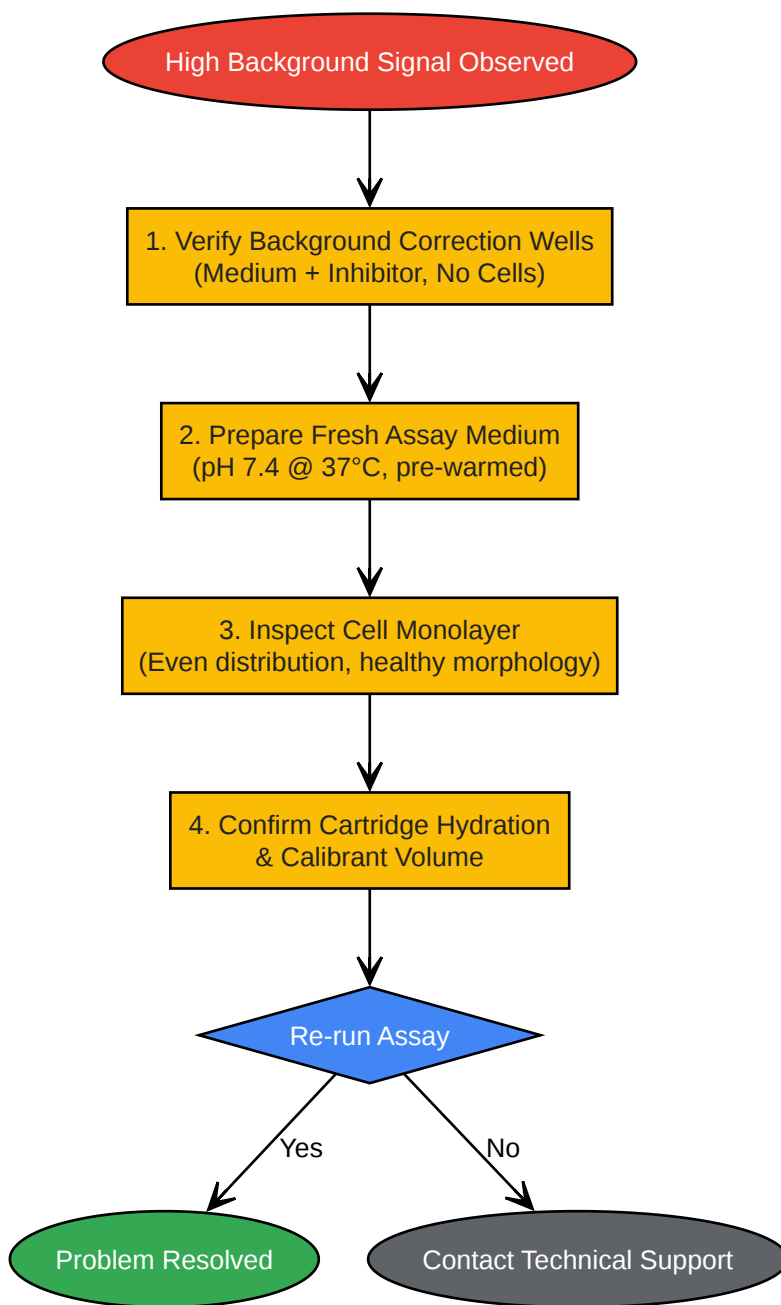 High Background Signal Observed
1. Verify Background Correction Wells
(Medium + Inhibitor, No Cells)
2. Prepare Fresh Assay Medium
(pH 7.4 @ 37°C, pre-warmed)
3. Inspect Cell Monolayer
(Even distribution, healthy morphology)
4. Confirm Cartridge Hydration
& Calibrant Volume
Re-run Assay
Yes
No
Problem Resolved
Contact Technical Support